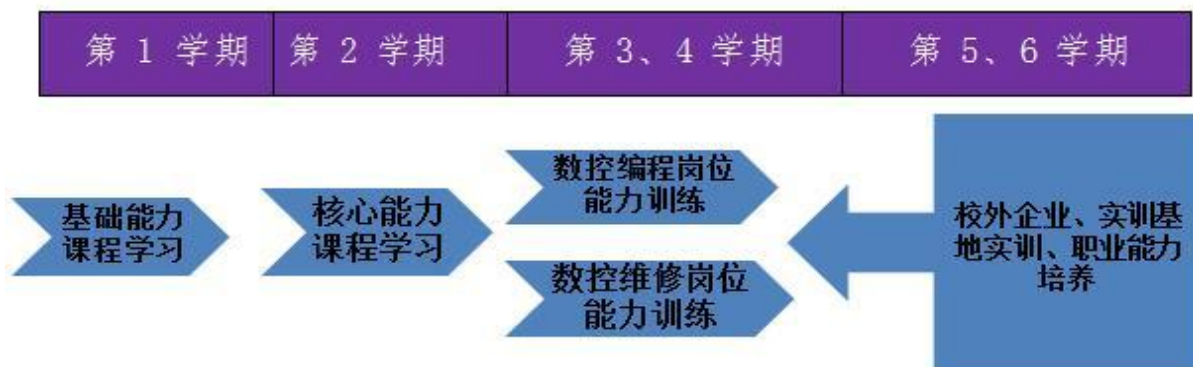 第 1 学期
第 2 学期
第 3、4 学期
第 5、6 学期
基础能力
课程学习
核心能力
课程学习
数控编程岗位
能力训练
数控维修岗位
能力训练
校外企业、实训基
地实训、职业能力
培养